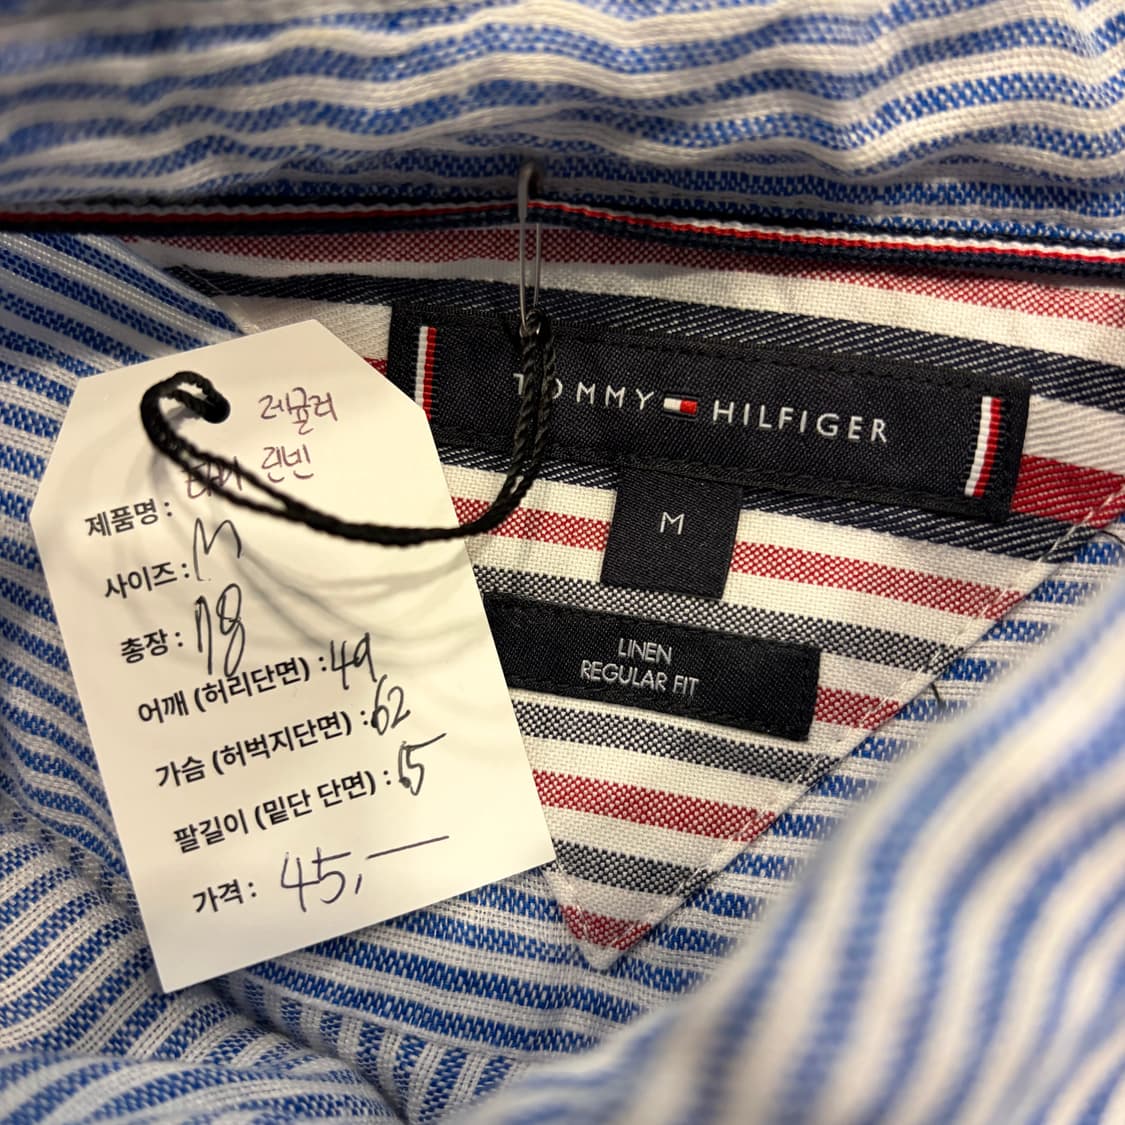 레귤러
린넨
제품명 :
사이즈 : M
총장 : 78
어깨 (허리단면) : 49
가슴 (허벅지단면) : 62
팔길이 (밑단 단면) : 65
가격 : 45,—
TOMMY HILFIGER
M
LINEN
REGULAR FIT